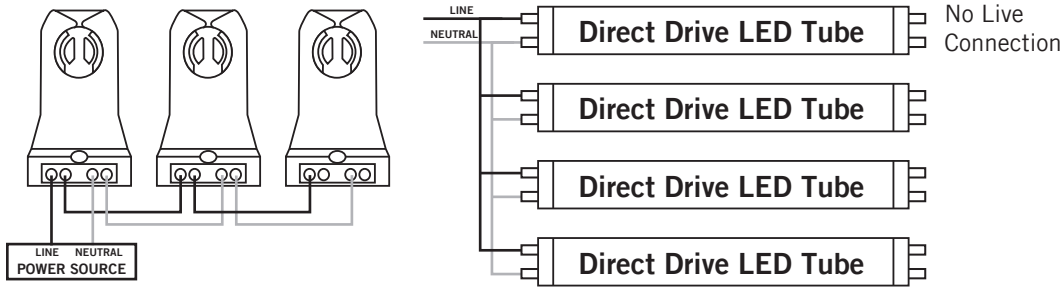 LINE NEUTRAL
POWER SOURCE
LINE
NEUTRAL
Direct Drive LED Tube
No Live
Connection
Direct Drive LED Tube
Direct Drive LED Tube
Direct Drive LED Tube